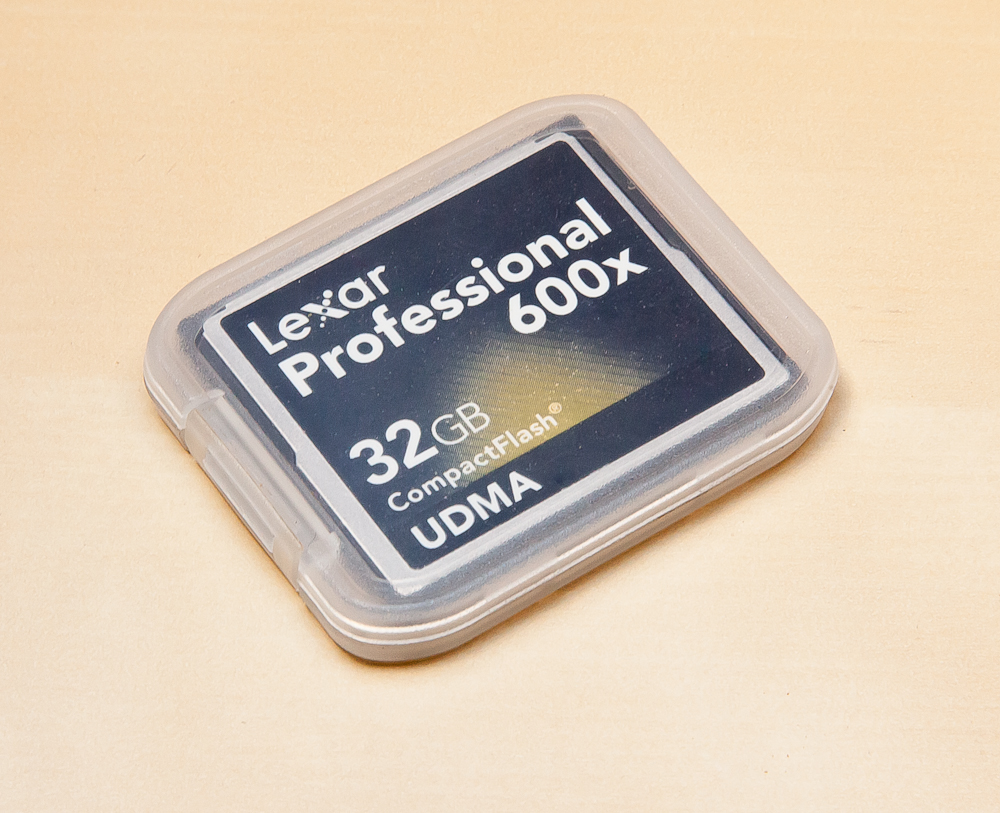 Lexar
Professional
600x
32GB
CompactFlash®
UDMA